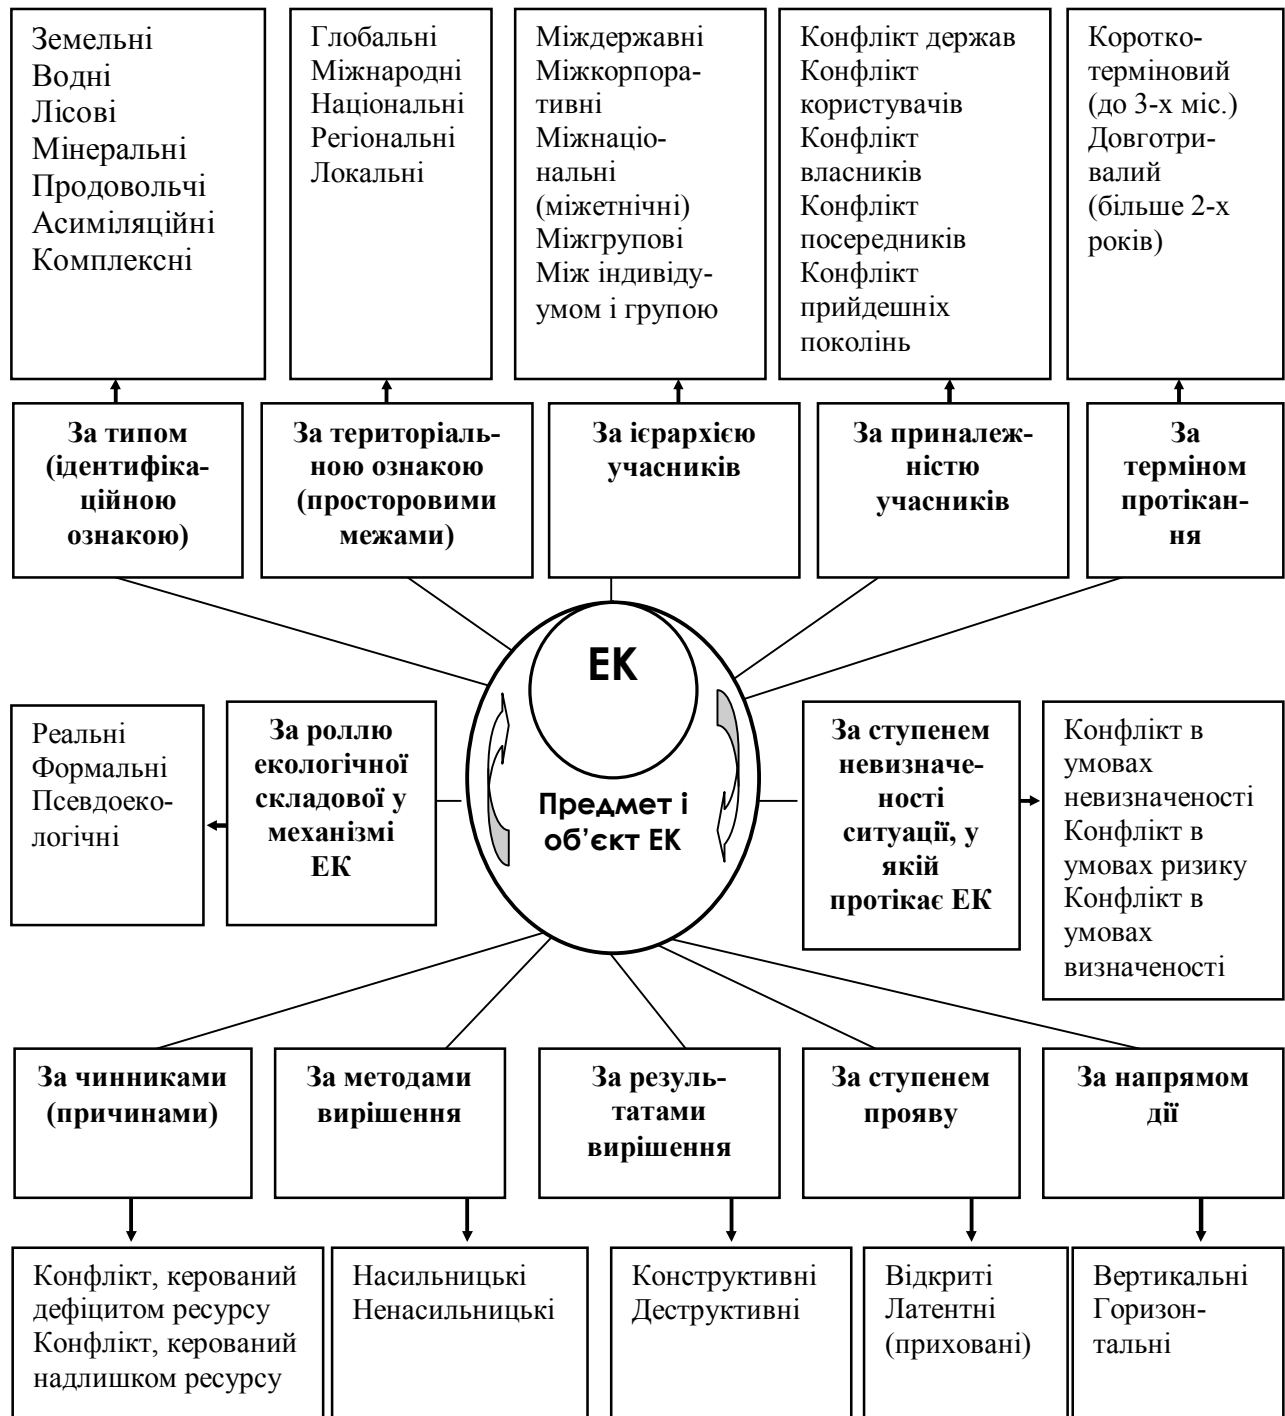 Земельні
Водні
Лісові
Мінеральні
Продовольчі
Асиміляційні
Комплексні
Глобальні
Міжнародні
Національні
Регіональні
Локальні
Міждержавні
Міжкорпора-
тивні
Міжнаціо-
нальні
(міжетнічні)
Міжгрупові
Між індивіду-
умом і групою
Конфлікт держав
Конфлікт
користувачів
Конфлікт
власників
Конфлікт
посередників
Конфлікт
прийдешніх
поколінь
Коротко-
терміновий
(до 3-х міс.)
Довготри-
валий
(більше 2-х
років)
За типом
(ідентифіка-
ційною
ознакою)
За територіаль-
ною ознакою
(просторовими
межами)
За ієрархією
учасників
За приналеж-
ністю
учасників
За
терміном
протікан-
ня
Реальні
Формальні
Псевдоеко-
логічні
За роллю
екологічної
складової у
механізмі
ЕК
ЕК
Предмет і
об’єкт ЕК
За ступенем
невизначе-
ності
ситуації, у
якій
протікає ЕК
Конфлікт в
умовах
невизначеності
Конфлікт в
умовах ризику
Конфлікт в
умовах
визначеності
За чинниками
(причинами)
За методами
вирішення
За резуль-
татами
вирішення
За ступенем
прояву
За напрямом
дії
Конфлікт, керований
дефіцитом ресурсу
Конфлікт, керований
надлишком ресурсу
Насильницькі
Ненасильницькі
Конструктивні
Деструктивні
Відкриті
Латентні
(приховані)
Вертикальні
Горизон-
тальні